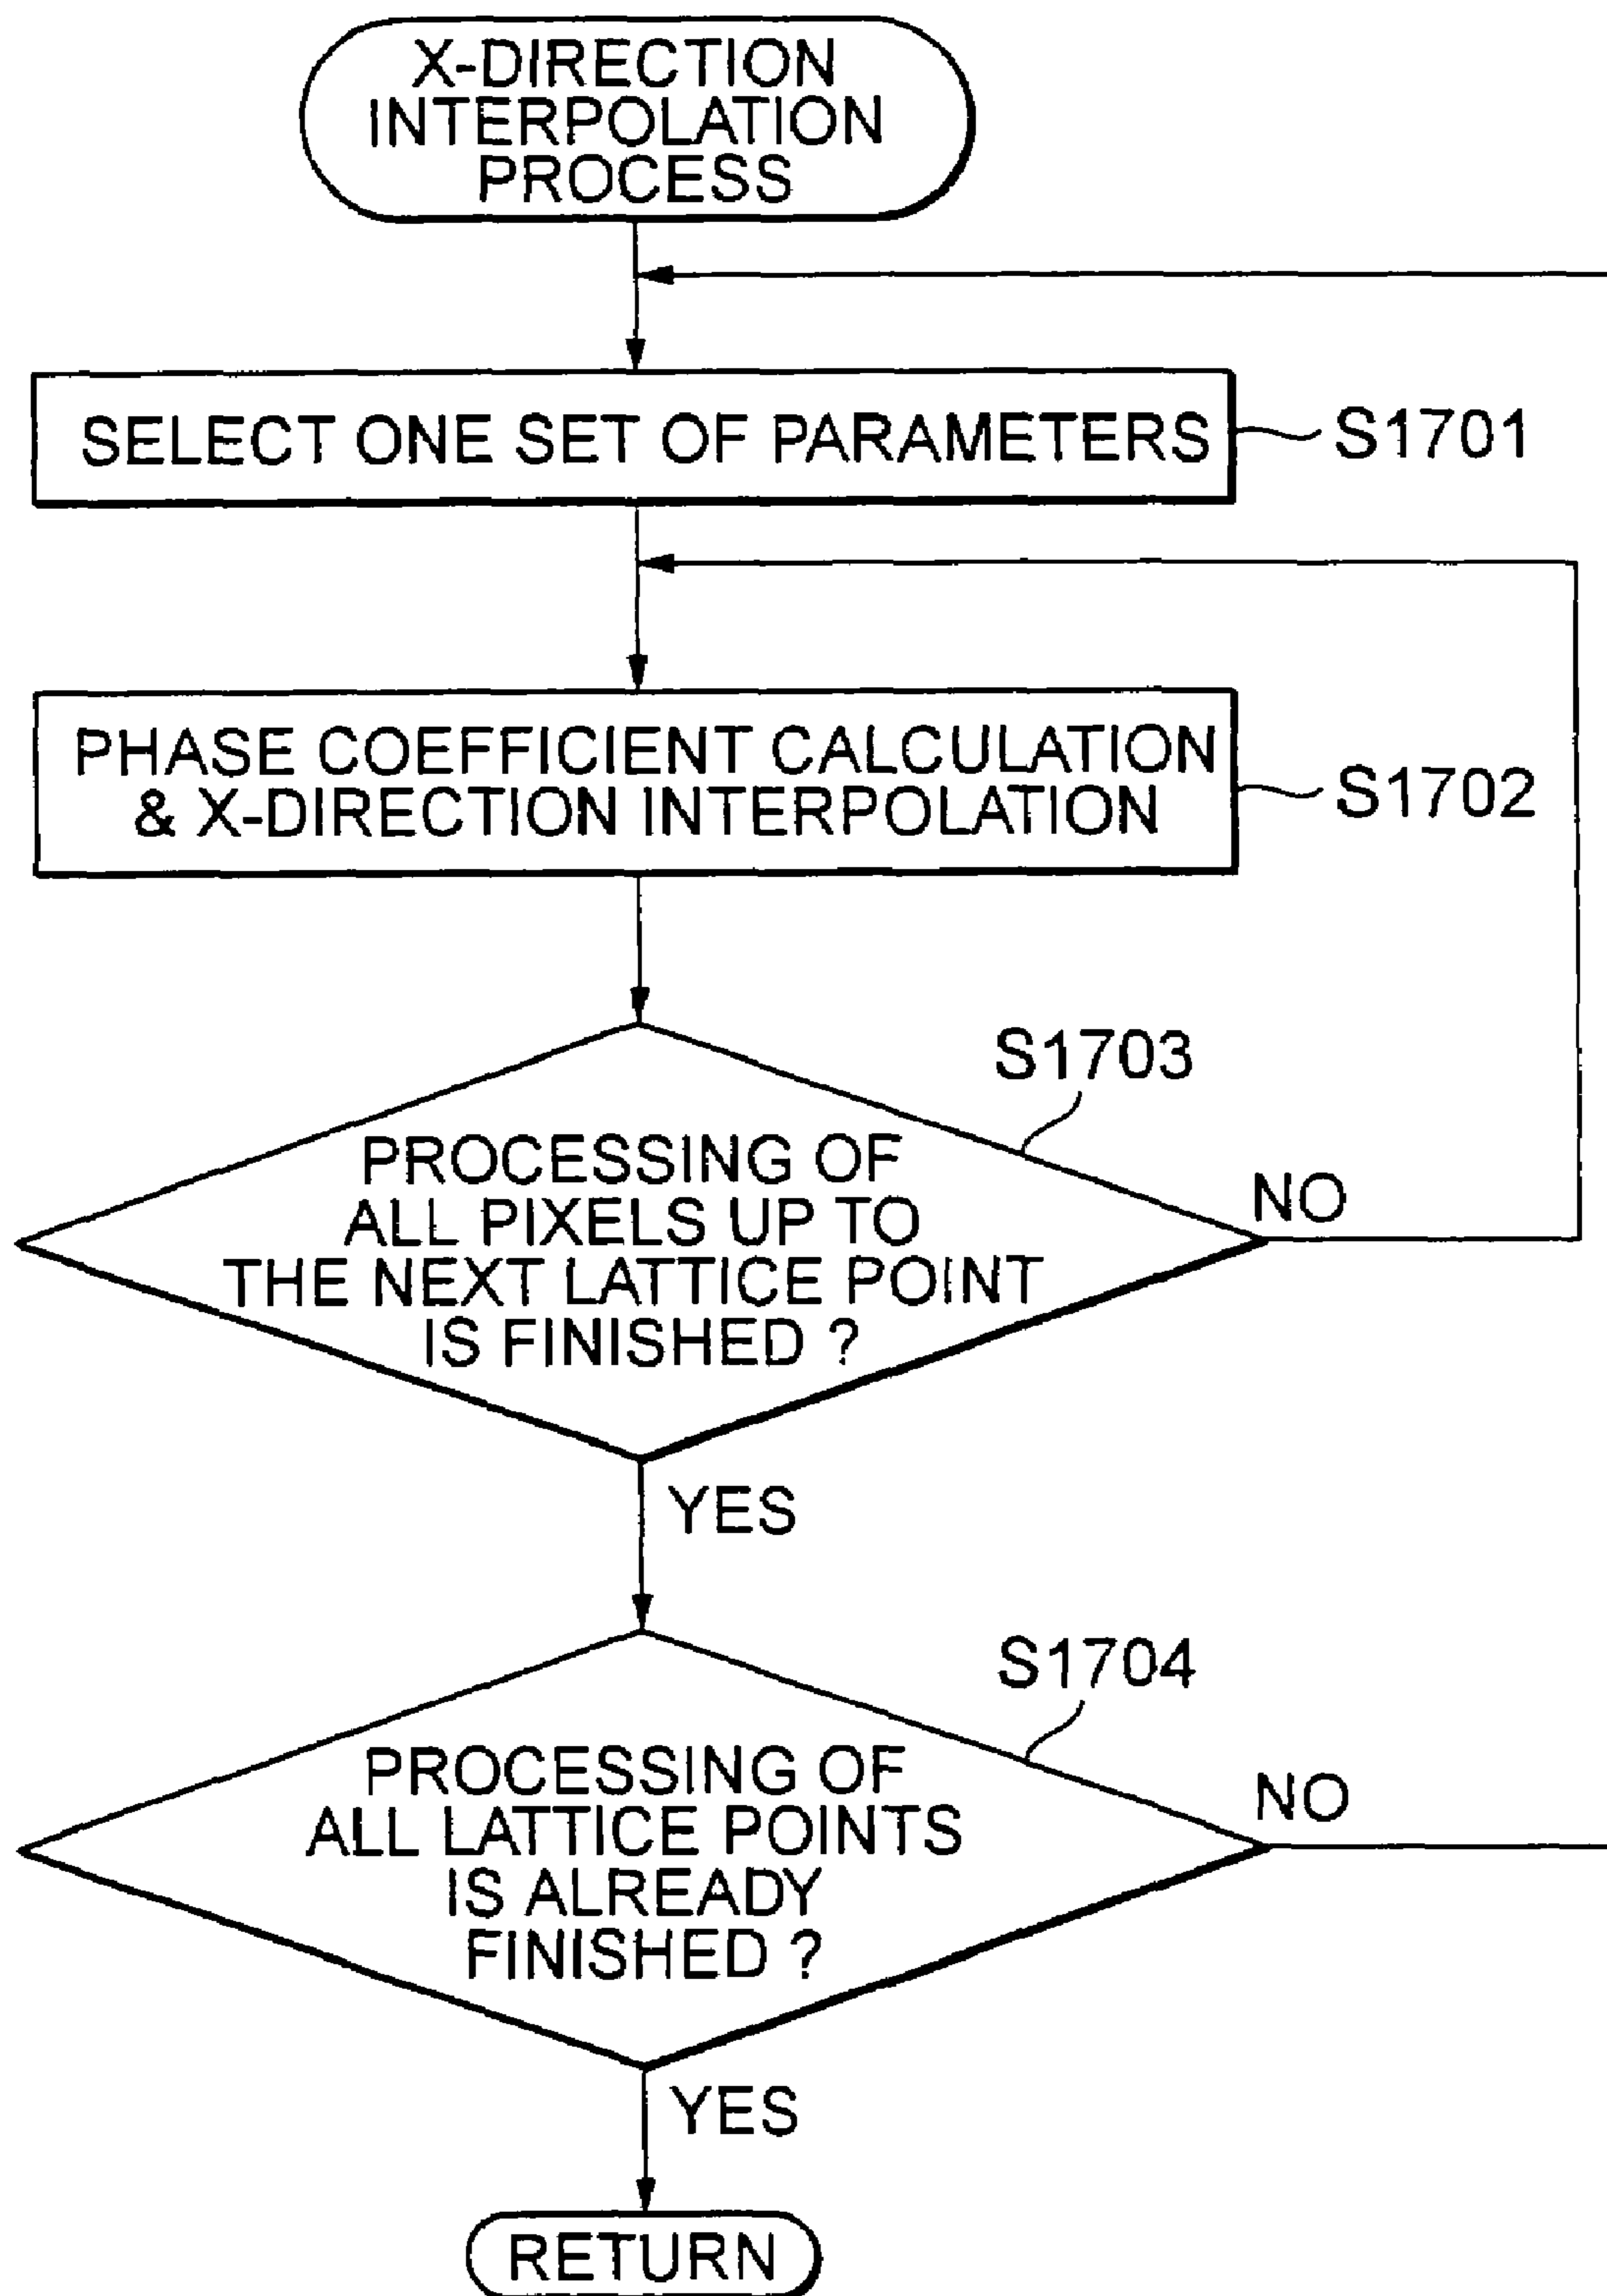 X-DIRECTION
INTERPOLATION
PROCESS
SELECT ONE SET OF PARAMETERS
S1701
PHASE COEFFICIENT CALCULATION
& X-DIRECTION INTERPOLATION
S1702
S1703
PROCESSING OF
ALL PIXELS UP TO
THE NEXT LATTICE POINT
IS FINISHED ?
NO
YES
S1704
PROCESSING OF
ALL LATTICE POINTS
IS ALREADY
FINISHED ?
NO
YES
RETURN